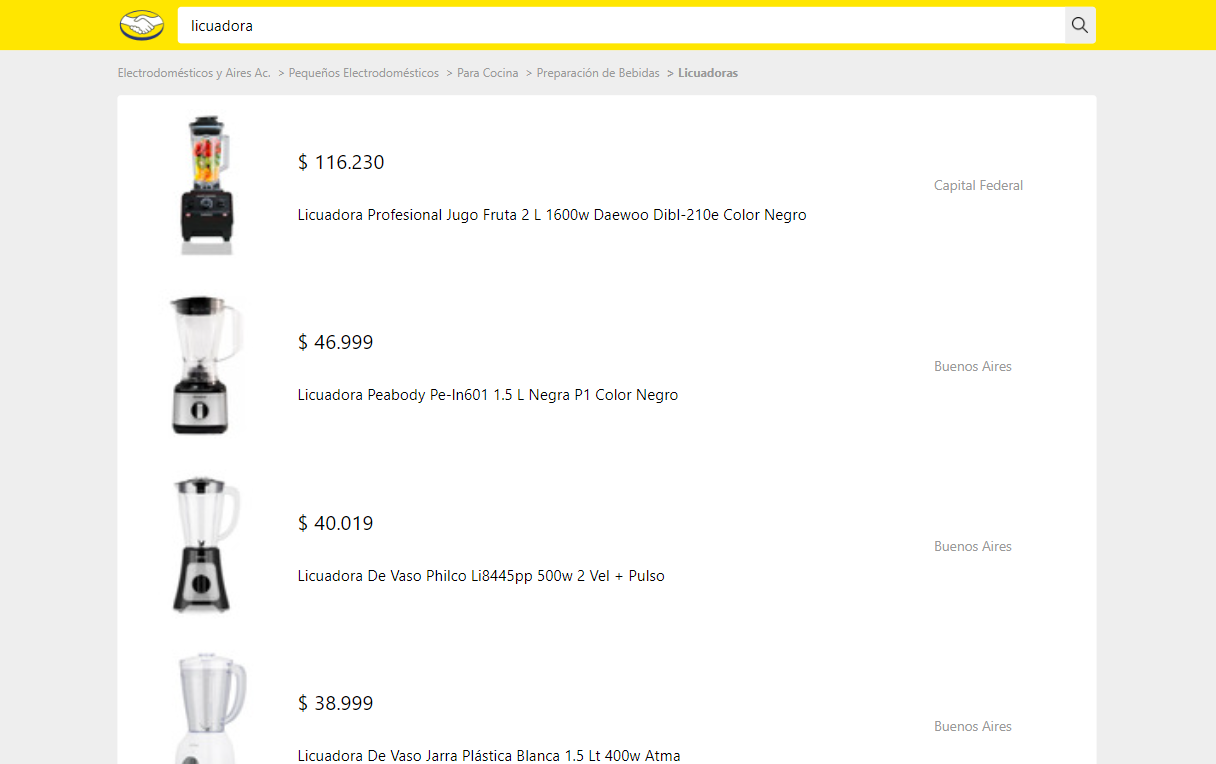 licuadora
Electrodomésticos y Aires Ac. > Pequeños Electrodomésticos > Para Cocina > Preparación de Bebidas > Licuadoras
$ 116.230
Capital Federal
Licuadora Profesional Jugo Fruta 2 L 1600w Daewoo Dibl-210e Color Negro
$ 46.999
Buenos Aires
Licuadora Peabody Pe-ln601 1.5 L Negra P1 Color Negro
$ 40.019
Buenos Aires
Licuadora De Vaso Philco Li8445pp 500w 2 Vel + Pulso
$ 38.999
Buenos Aires
Licuadora De Vaso Jarra Plástica Blanca 1.5 Lt 400w Atma